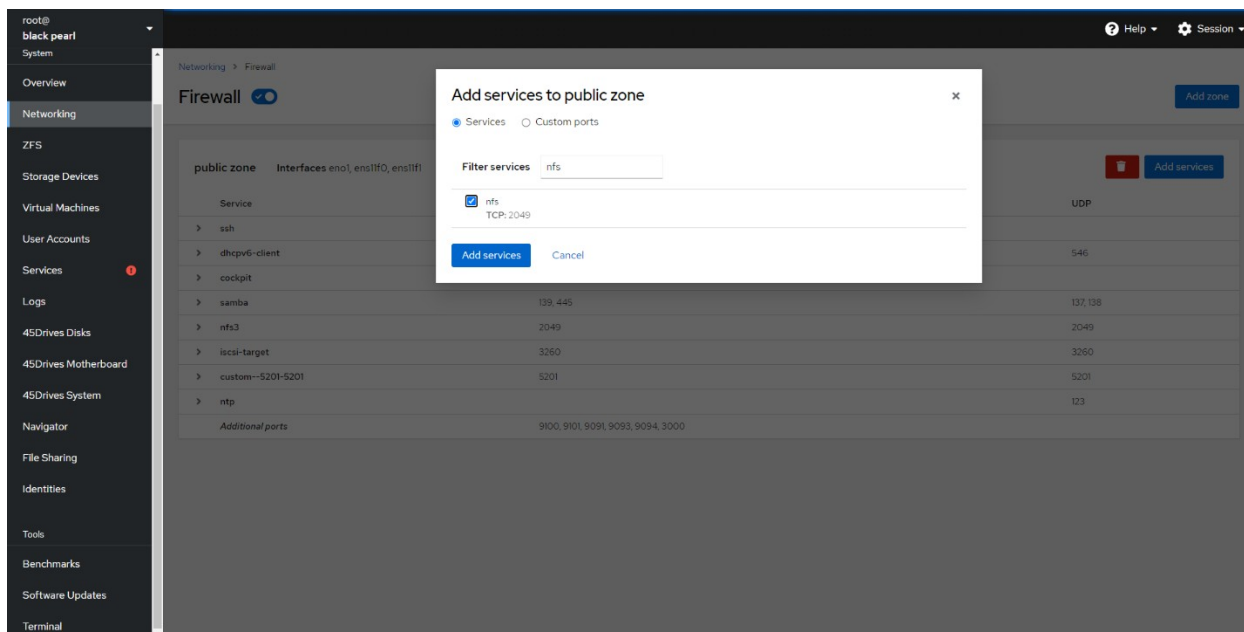 root@
black pearl
System
Overview
Networking
ZFS
Storage Devices
Virtual Machines
User Accounts
Services
Logs
45Drives Disks
45Drives Motherboard
45Drives System
Navigator
File Sharing
Identities
Tools
Benchmarks
Software Updates
Terminal
Help
Session
Networking > Firewall
Firewall
Add zone
public zone Interfaces eno1, ens11f0, ens11f1
Add services
Service UDP
ssh
dhcpv6-client 546
cockpit
samba 139, 445 137, 138
nfs3 2049 2049
iscsi-target 3260 3260
custom--5201-5201 5201 5201
ntp 123
Additional ports 9100, 9101, 9091, 9093, 9094, 3000
Add services to public zone
Services Custom ports
Filter services nfs
nfs
TCP: 2049
Add services Cancel